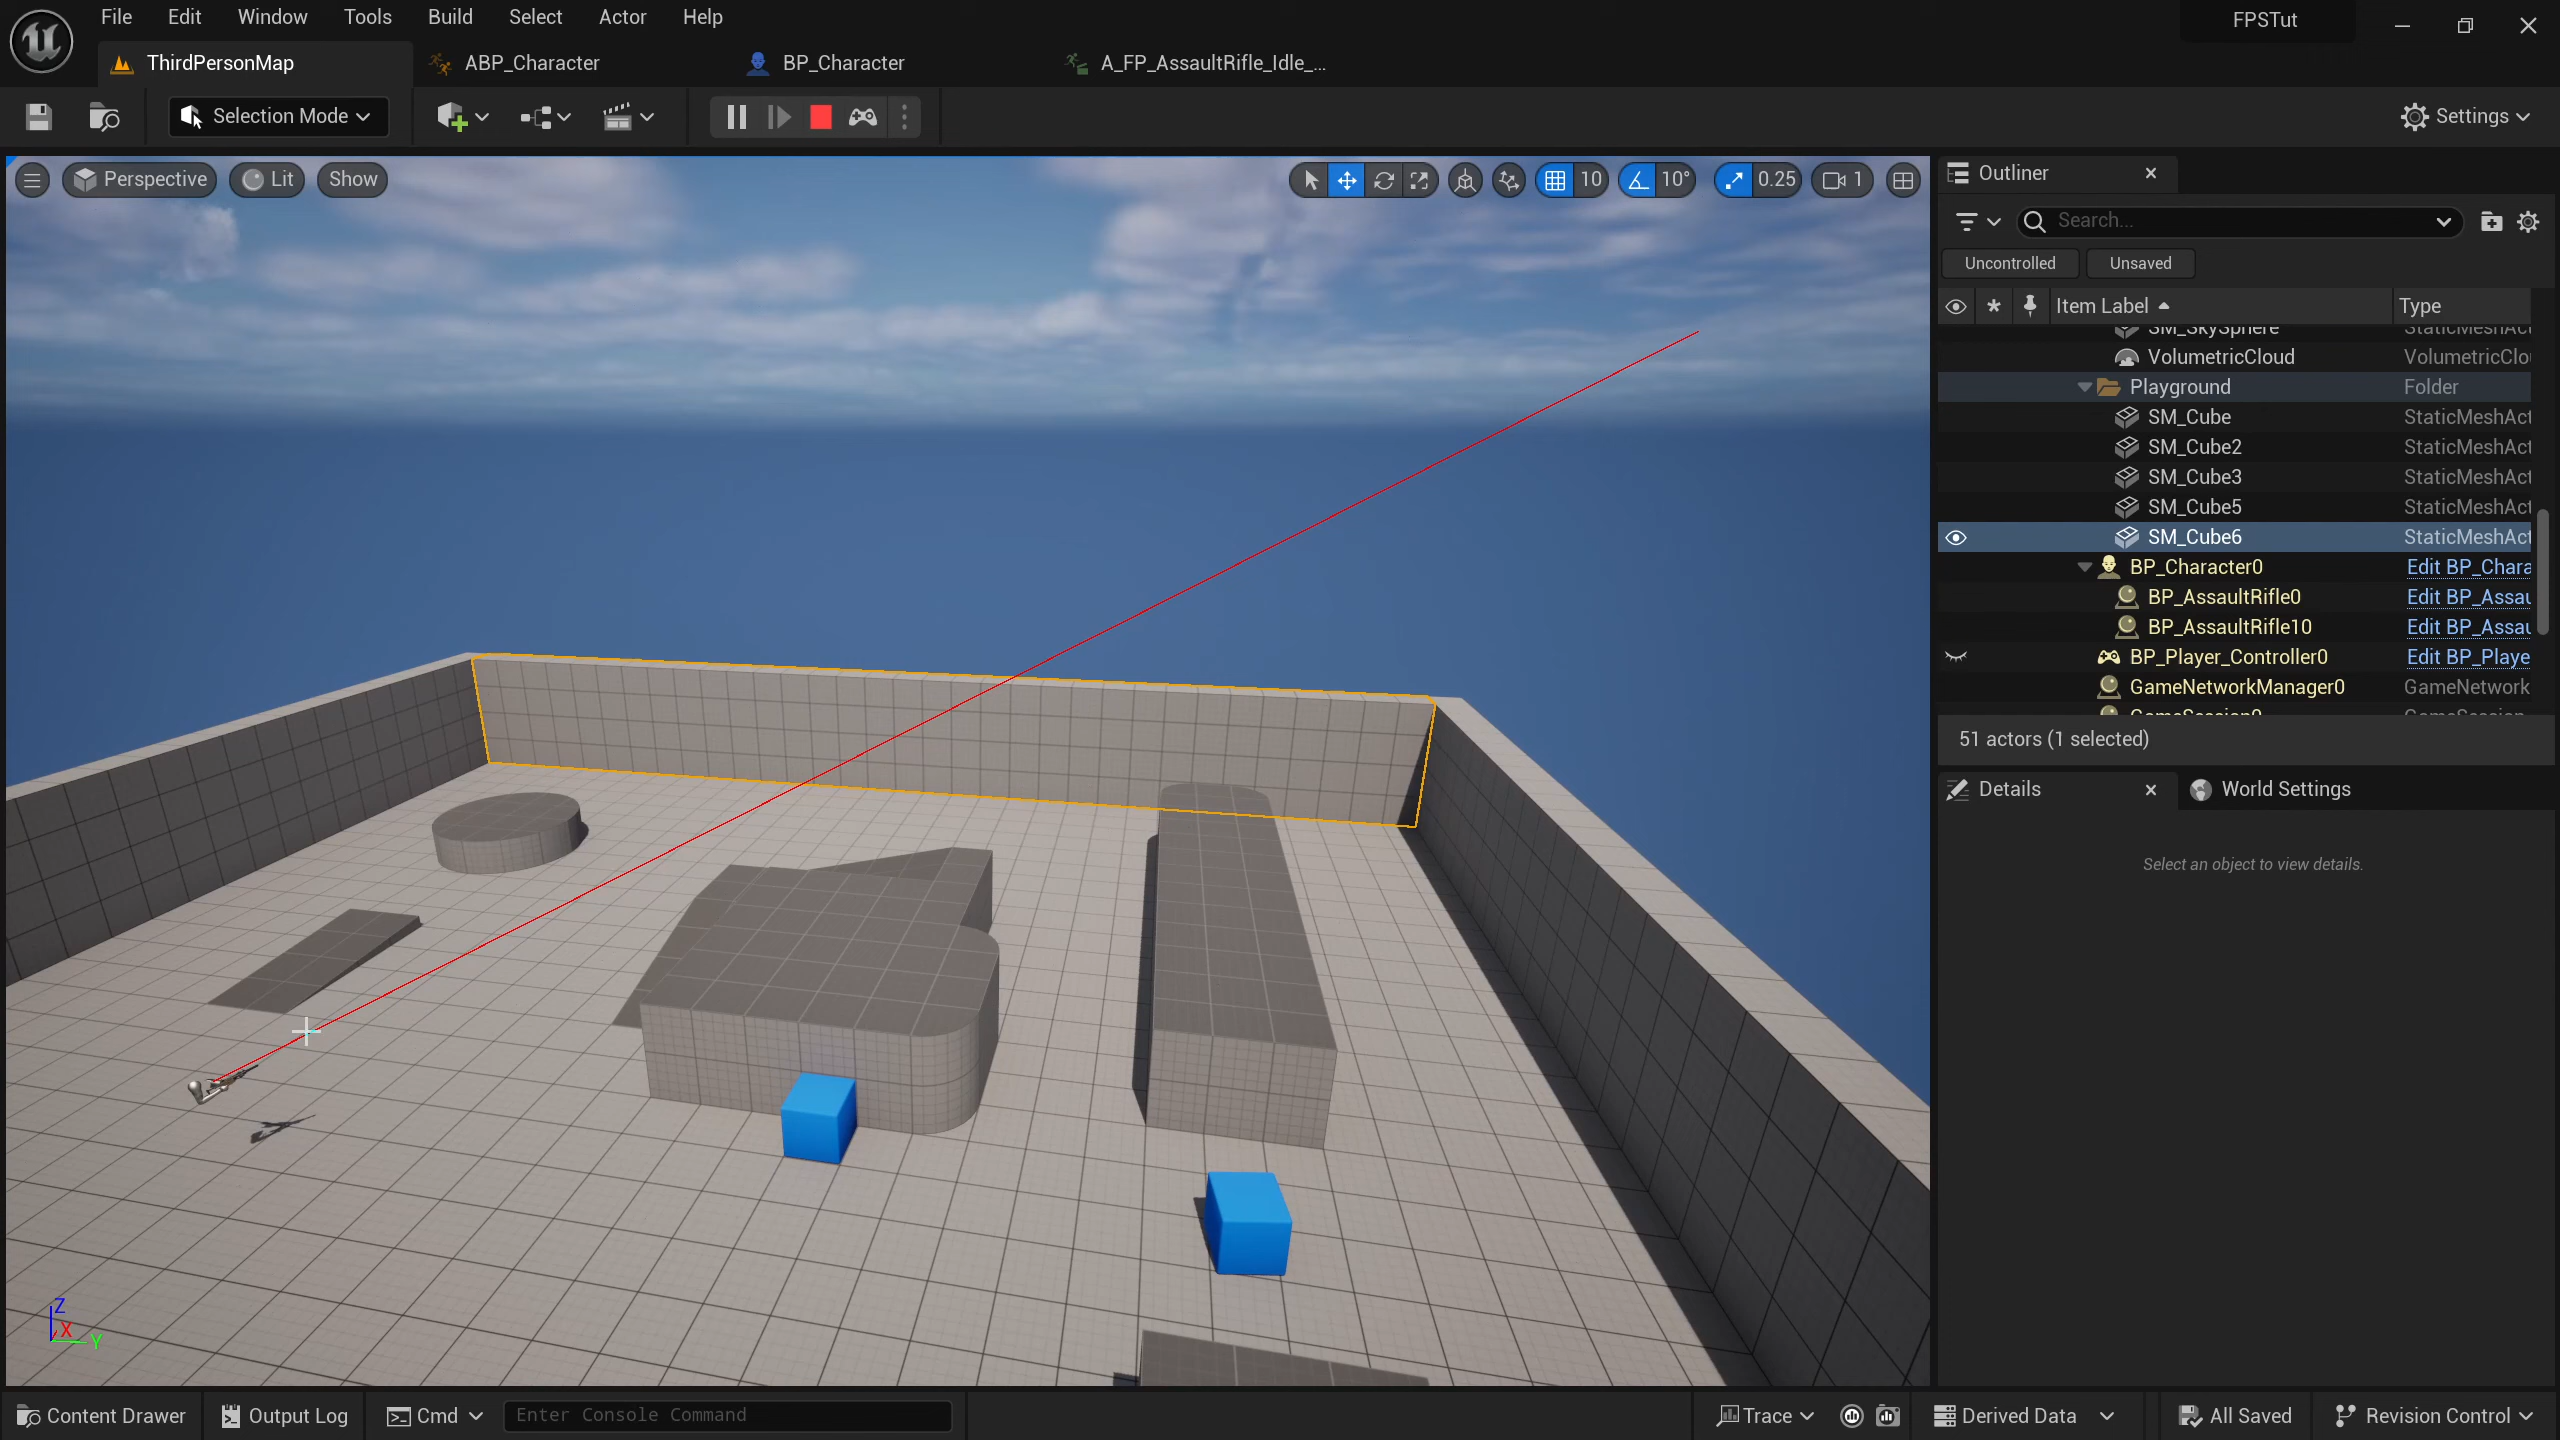 File Edit Window Tools Build Select Actor Help
FPSTut
ThirdPersonMap ABP_Character BP_Character A_FP_AssaultRifle_Idle_...
Selection Mode
Settings
Perspective Lit Show
10 10° 0.25 1
Outliner
Search...
Uncontrolled Unsaved
Item Label Type
SM_SkySphere StaticMeshAct
VolumetricCloud VolumetricClo
Playground Folder
SM_Cube StaticMeshAct
SM_Cube2 StaticMeshAct
SM_Cube3 StaticMeshAct
SM_Cube5 StaticMeshAct
SM_Cube6 StaticMeshAct
BP_Character0 Edit BP_Chara
BP_AssaultRifle0 Edit BP_Assau
BP_AssaultRifle10 Edit BP_Assau
BP_Player_Controller0 Edit BP_Playe
GameNetworkManager0 GameNetwork
GameSession0 GameSession
51 actors (1 selected)
Details World Settings
Select an object to view details.
Z
X
Y
Content Drawer Output Log Cmd Enter Console Command Trace Derived Data All Saved Revision Control